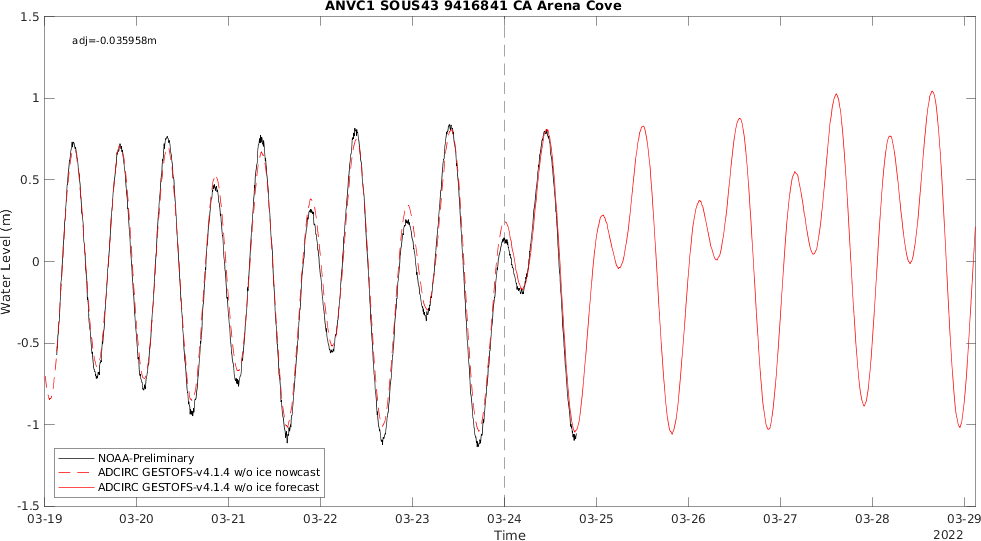 ANVC1 SOUS43 9416841 CA Arena Cove
adj=-0.035958m
1.5
1
0.5
0
-0.5
-1
-1.5
Water Level (m)
NOAA-Preliminary
ADCIRC GESTOFS-v4.1.4 w/o ice nowcast
ADCIRC GESTOFS-v4.1.4 w/o ice forecast
03-19 03-20 03-21 03-22 03-23 03-24 03-25 03-26 03-27 03-28 03-29
Time
2022